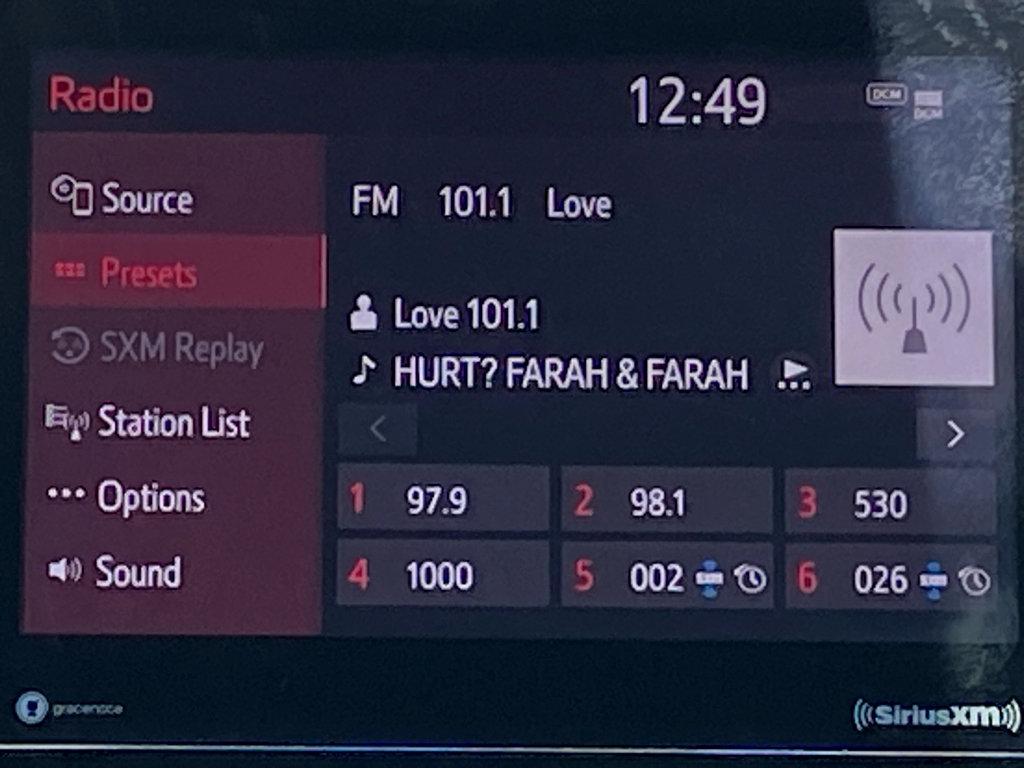 Radio
12:49
DCM
DCM
Source
Presets
SXM Replay
Station List
Options
Sound
FM 101.1 Love
Love 101.1
HURT? FARAH & FARAH
1 97.9
2 98.1
3 530
4 1000
5 002
6 026
gracenote
SiriusXM